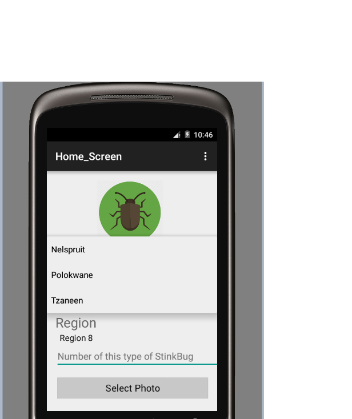 10:46
Home_Screen
Nelspruit
Polokwane
Tzaneen
Region
Region 8
Number of this type of StinkBug
Select Photo